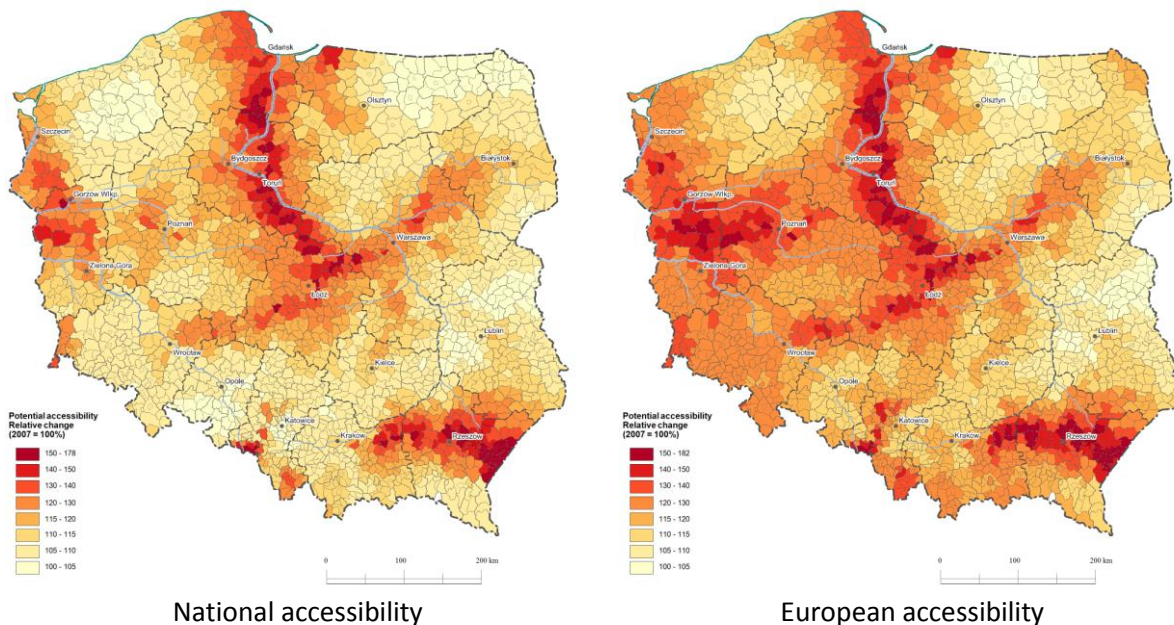 Gdańsk
Olsztyn
Szczecin
Bydgoszcz
Białystok
Toruń
Gorzów Wlkp.
Poznań
Warszawa
Zielona Góra
Łódź
Lublin
Wrocław
Kielce
Opole
Katowice
Kraków
Rzeszów
Potential accessibility
Relative change
(2007 = 100%)
150 - 178
140 - 150
130 - 140
120 - 130
115 - 120
110 - 115
105 - 110
100 - 105
0 100 200 km
National accessibility
Gdańsk
Olsztyn
Szczecin
Bydgoszcz
Białystok
Toruń
Gorzów Wlkp.
Poznań
Warszawa
Zielona Góra
Łódź
Lublin
Wrocław
Kielce
Opole
Katowice
Kraków
Rzeszów
Potential accessibility
Relative change
(2007 = 100%)
150 - 182
140 - 150
130 - 140
120 - 130
115 - 120
110 - 115
105 - 110
100 - 105
0 100 200 km
European accessibility